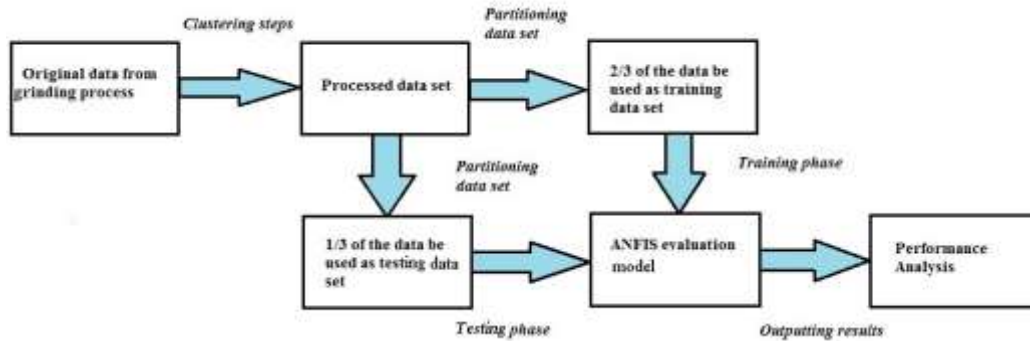 Clustering steps
Partitioning
data set
Original data from
grinding process
Processed data set
2/3 of the data be
used as training
data set
Partitioning
data set
Training phase
1/3 of the data be
used as testing data
set
ANFIS evaluation
model
Performance
Analysis
Testing phase
Outputting results